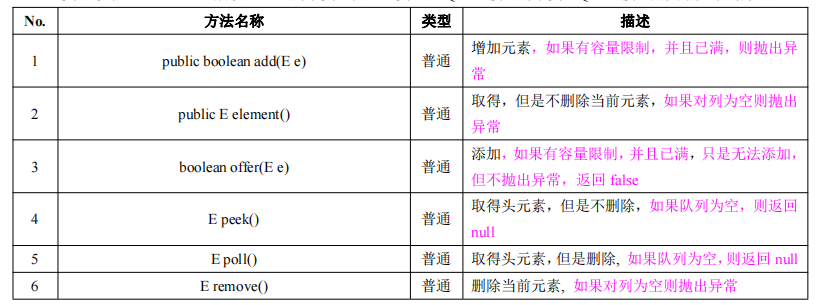 No. 方法名称 类型 描述
1 public boolean add(E e) 普通 增加元素，如果有容量限制，并且已满，则抛出异
常
2 public E element() 普通 取得，但是不删除当前元素，如果对列为空则抛出
异常
3 boolean offer(E e) 普通 添加，如果有容量限制，并且已满，只是无法添加，
但不抛出异常，返回 false
4 E peek() 普通 取得头元素，但是不删除，如果队列为空，则返回
null
5 E poll() 普通 取得头元素，但是删除, 如果队列为空，则返回 null
6 E remove() 普通 删除当前元素, 如果对列为空则抛出异常